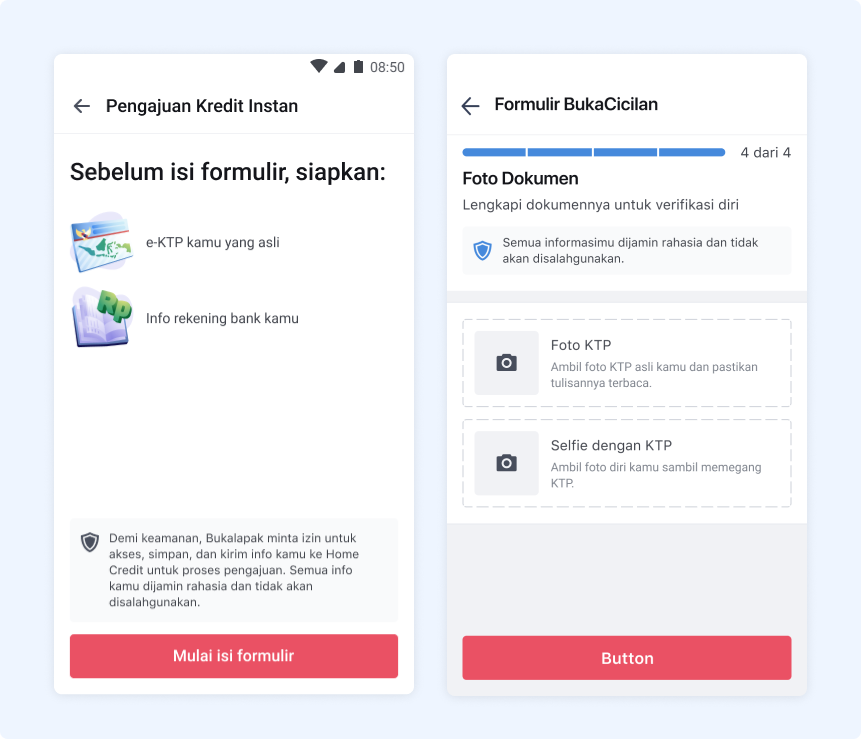 08:50
Pengajuan Kredit Instan
Sebelum isi formulir, siapkan:
e-KTP kamu yang asli
Rp
Info rekening bank kamu
Demi keamanan, Bukalapak minta izin untuk
akses, simpan, dan kirim info kamu ke Home
Credit untuk proses pengajuan. Semua info
kamu dijamin rahasia dan tidak akan
disalahgunakan.
Mulai isi formulir
Formulir BukaCicilan
4 dari 4
Foto Dokumen
Lengkapi dokumennya untuk verifikasi diri
Semua informasimu dijamin rahasia dan tidak
akan disalahgunakan.
Foto KTP
Ambil foto KTP asli kamu dan pastikan
tulisannya terbaca.
Selfie dengan KTP
Ambil foto diri kamu sambil memegang
KTP.
Button